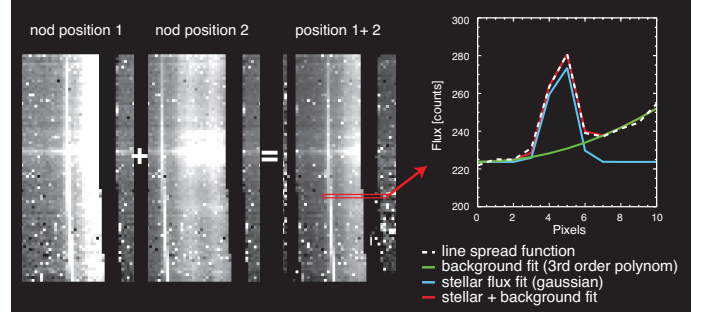 nod position 1
nod position 2
position 1+ 2
+
=
300
280
260
240
220
200
Flux [counts]
0 2 4 6 8 10
Pixels
line spread function
background fit (3rd order polynom)
stellar flux fit (gaussian)
stellar + background fit